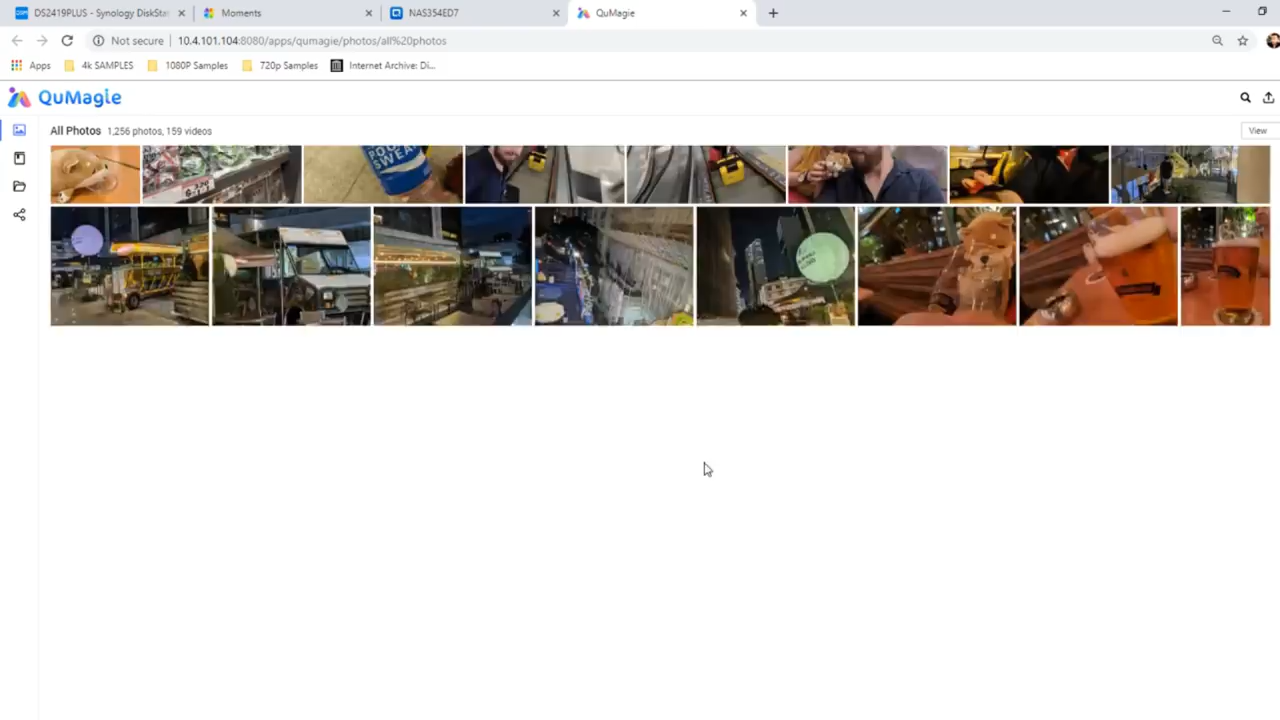 DS2419PLUS - Synology DiskSta
Moments
NAS354ED7
QuMagie
Not secure
10.4.101.104:8080/apps/qumagie/photos/all%20photos
Apps
4k SAMPLES
1080P Samples
720p Samples
Internet Archive: Di...
QuMagie
All Photos
1,256 photos, 159 videos
View
SWEAT